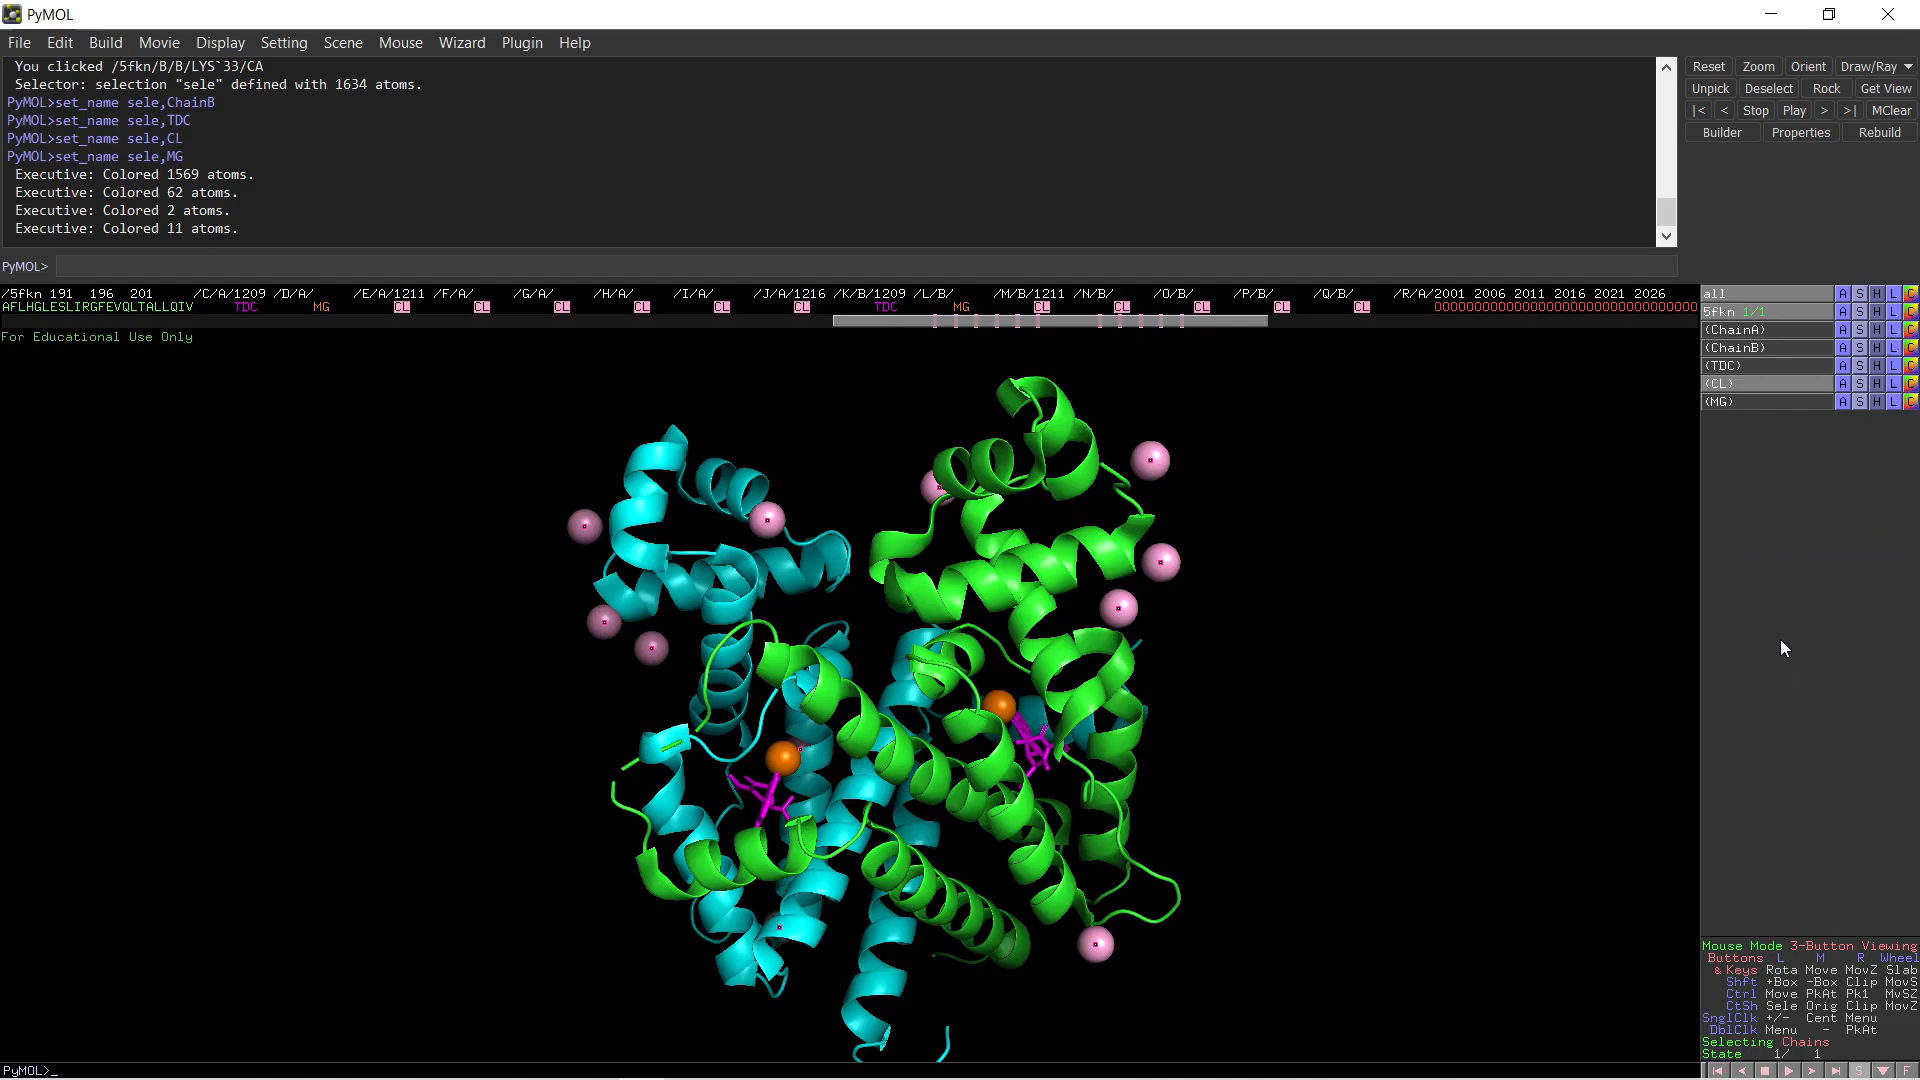 PyMOL
File Edit Build Movie Display Setting Scene Mouse Wizard Plugin Help
You clicked /5fkn/B/B/LYS`33/CA
Selector: selection "sele" defined with 1634 atoms.
PyMOL>set_name sele,ChainB
PyMOL>set_name sele,TDC
PyMOL>set_name sele,CL
PyMOL>set_name sele,MG
Executive: Colored 1569 atoms.
Executive: Colored 62 atoms.
Executive: Colored 2 atoms.
Executive: Colored 11 atoms.
PyMOL>
Reset Zoom Orient Draw/Ray
Unpick Deselect Rock Get View
|< < Stop Play > >| MClear
Builder Properties Rebuild
/5fkn 191 196 201 /C/A/1209 /D/A/ /E/A/1211 /F/A/ /G/A/ /H/A/ /I/A/ /J/A/1216 /K/B/1209 /L/B/ /M/B/1211 /N/B/ /O/B/ /P/B/ /Q/B/ /R/A/2001 2006 2011 2016 2021 2026
AFLHGLESLIRGFEVQLTALLQIV TDC MG CL CL CL CL CL CL TDC MG CL CL CL CL CL OOOOOOOOOOOOOOOOOOOOOOOOOOOOOOOOO
For Educational Use Only
all A S H L C
5fkn 1/1 A S H L C
(ChainA) A S H L C
(ChainB) A S H L C
(TDC) A S H L C
(CL) A S H L C
(MG) A S H L C
Mouse Mode 3-Button Viewing
Buttons L M R Wheel
& Keys Rota Move MovZ Slab
Shft +Box -Box Clip MovS
Ctrl Move PkAt Pk1 MvSZ
CtSh Sele Orig Clip MovZ
SnglClk +/- Cent Menu
DblClk Menu - PkAt
Selecting Chains
State 1/ 1
PyMOL>_
S F